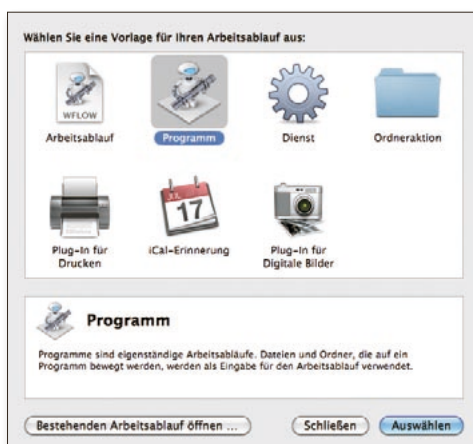 Wählen Sie eine Vorlage für Ihren Arbeitsablauf aus:
WFLOW
Arbeitsablauf
Programm
Dienst
Ordneraktion
JUL
17
Plug-In für
Drucken
iCal-Erinnerung
Plug-In für
Digitale Bilder
Programm
Programme sind eigenständige Arbeitsabläufe. Dateien und Ordner, die auf ein
Programm bewegt werden, werden als Eingabe für den Arbeitsablauf verwendet.
Bestehenden Arbeitsablauf öffnen ...
Schließen
Auswählen